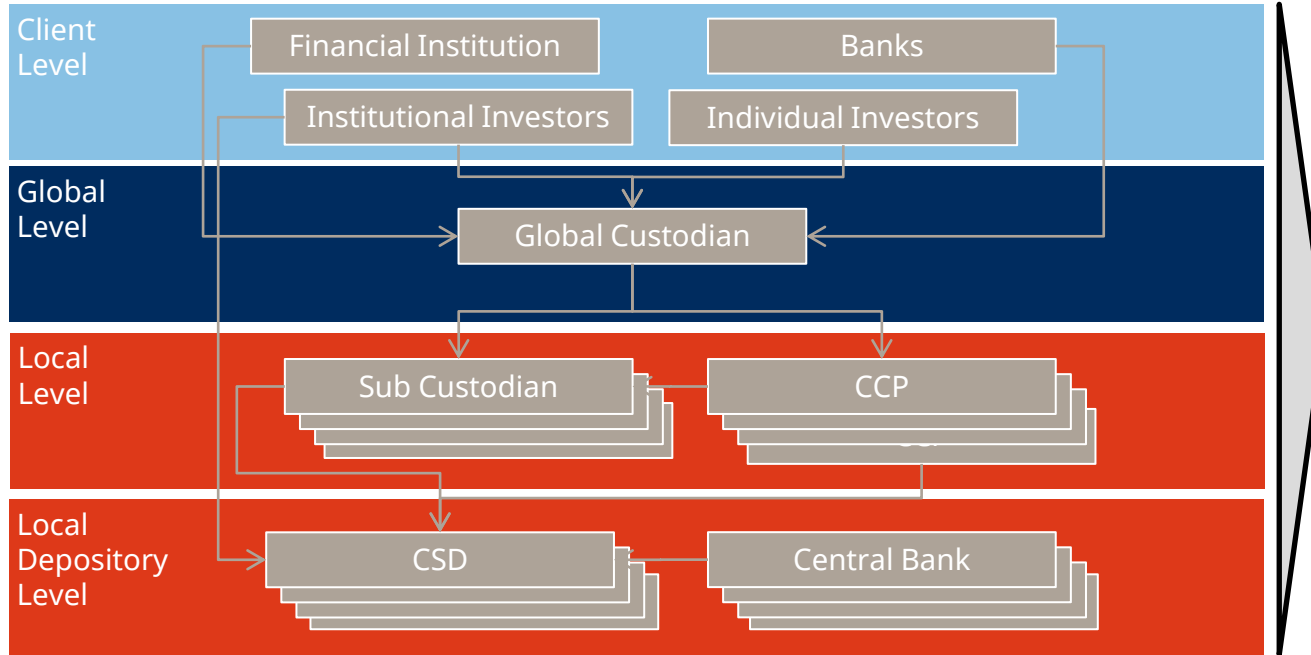 Client
Level
Financial Institution
Banks
Institutional Investors
Individual Investors
Global
Level
Global Custodian
Local
Level
Sub Custodian
CCP
Local
Depository
Level
CSD
Central Bank